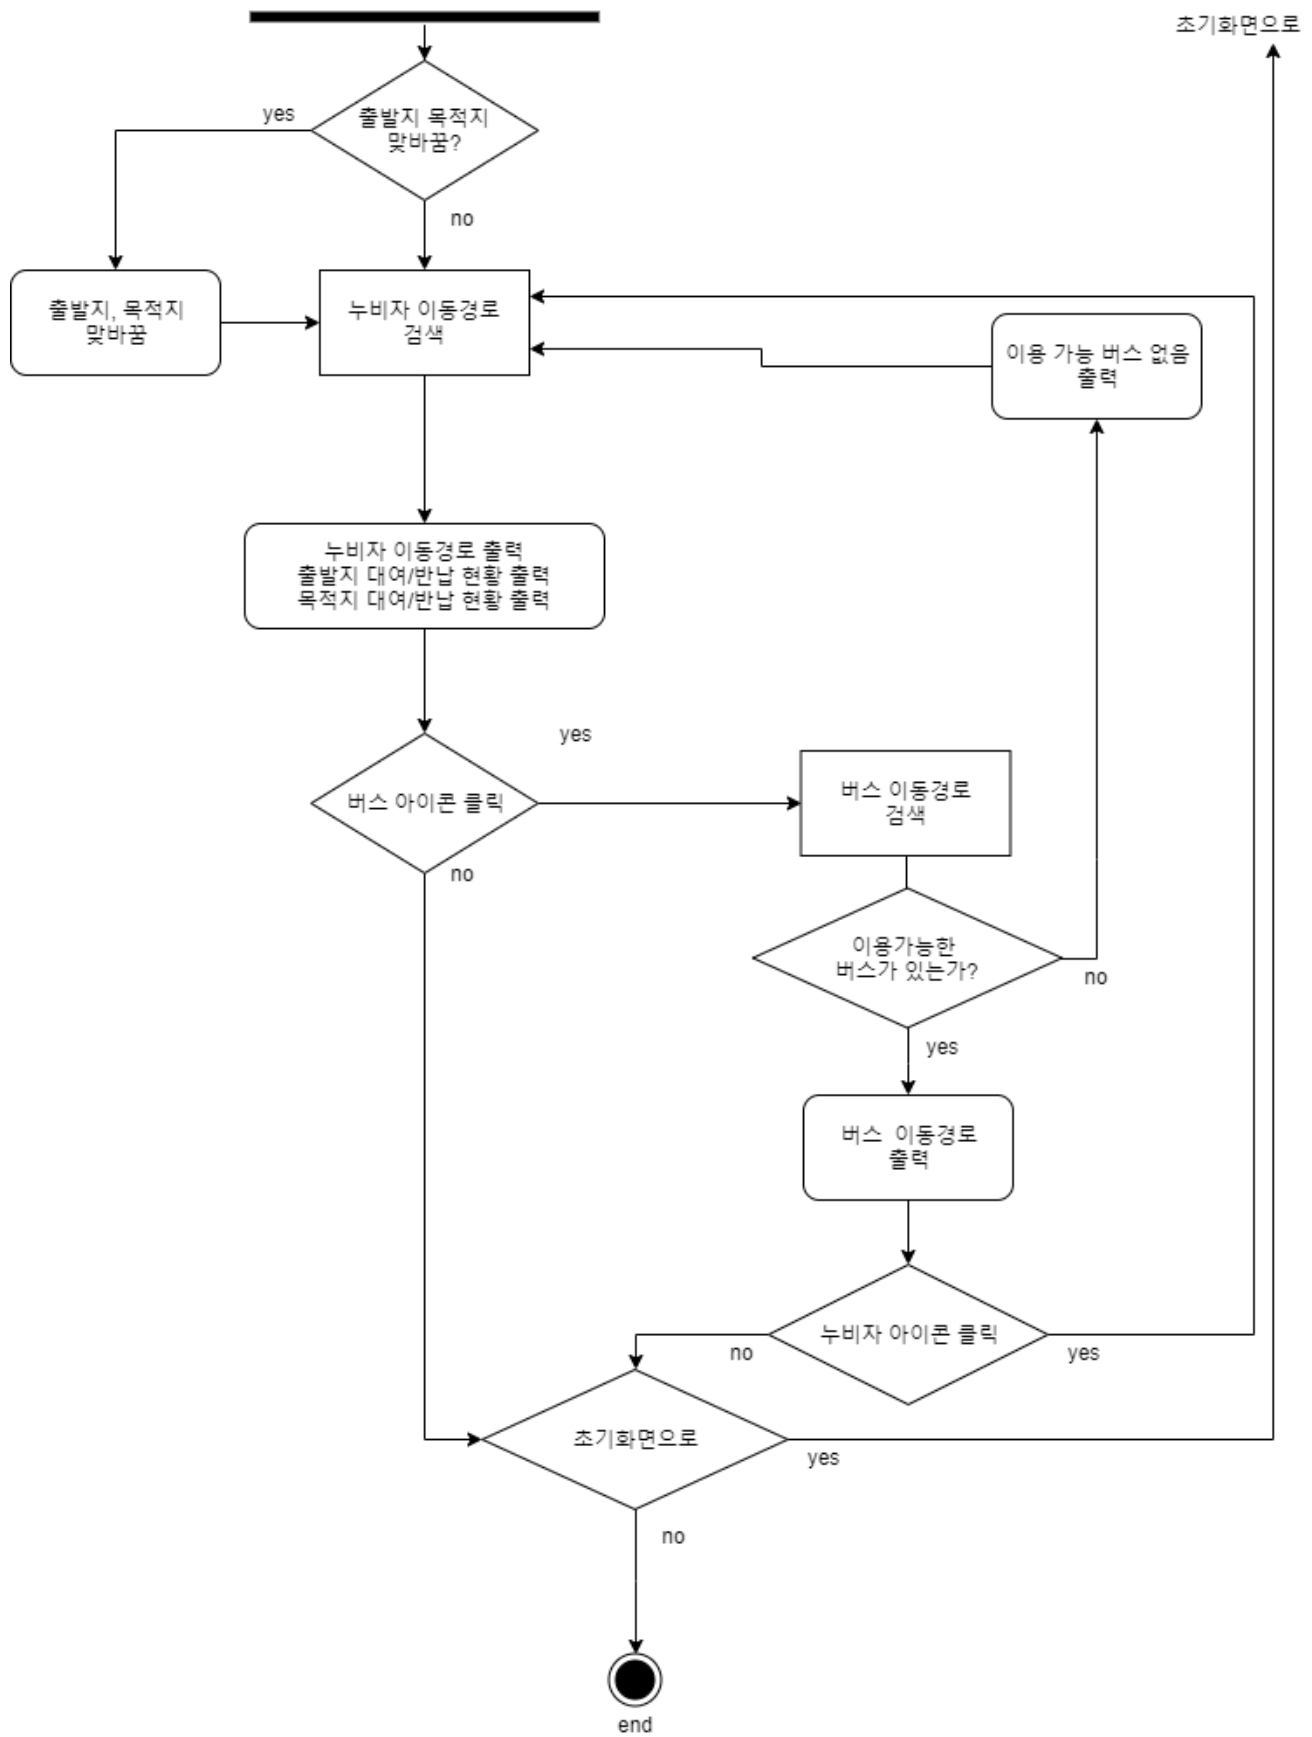 초기화면으로
yes
출발지 목적지
맞바꿈?
no
출발지, 목적지
맞바꿈
누비자 이동경로
검색
이용 가능 버스 없음
출력
누비자 이동경로 출력
출발지 대여/반납 현황 출력
목적지 대여/반납 현황 출력
yes
버스 아이콘 클릭
버스 이동경로
검색
no
이용가능한
버스가 있는가?
no
yes
버스 이동경로
출력
누비자 아이콘 클릭
no
yes
초기화면으로
yes
no
end